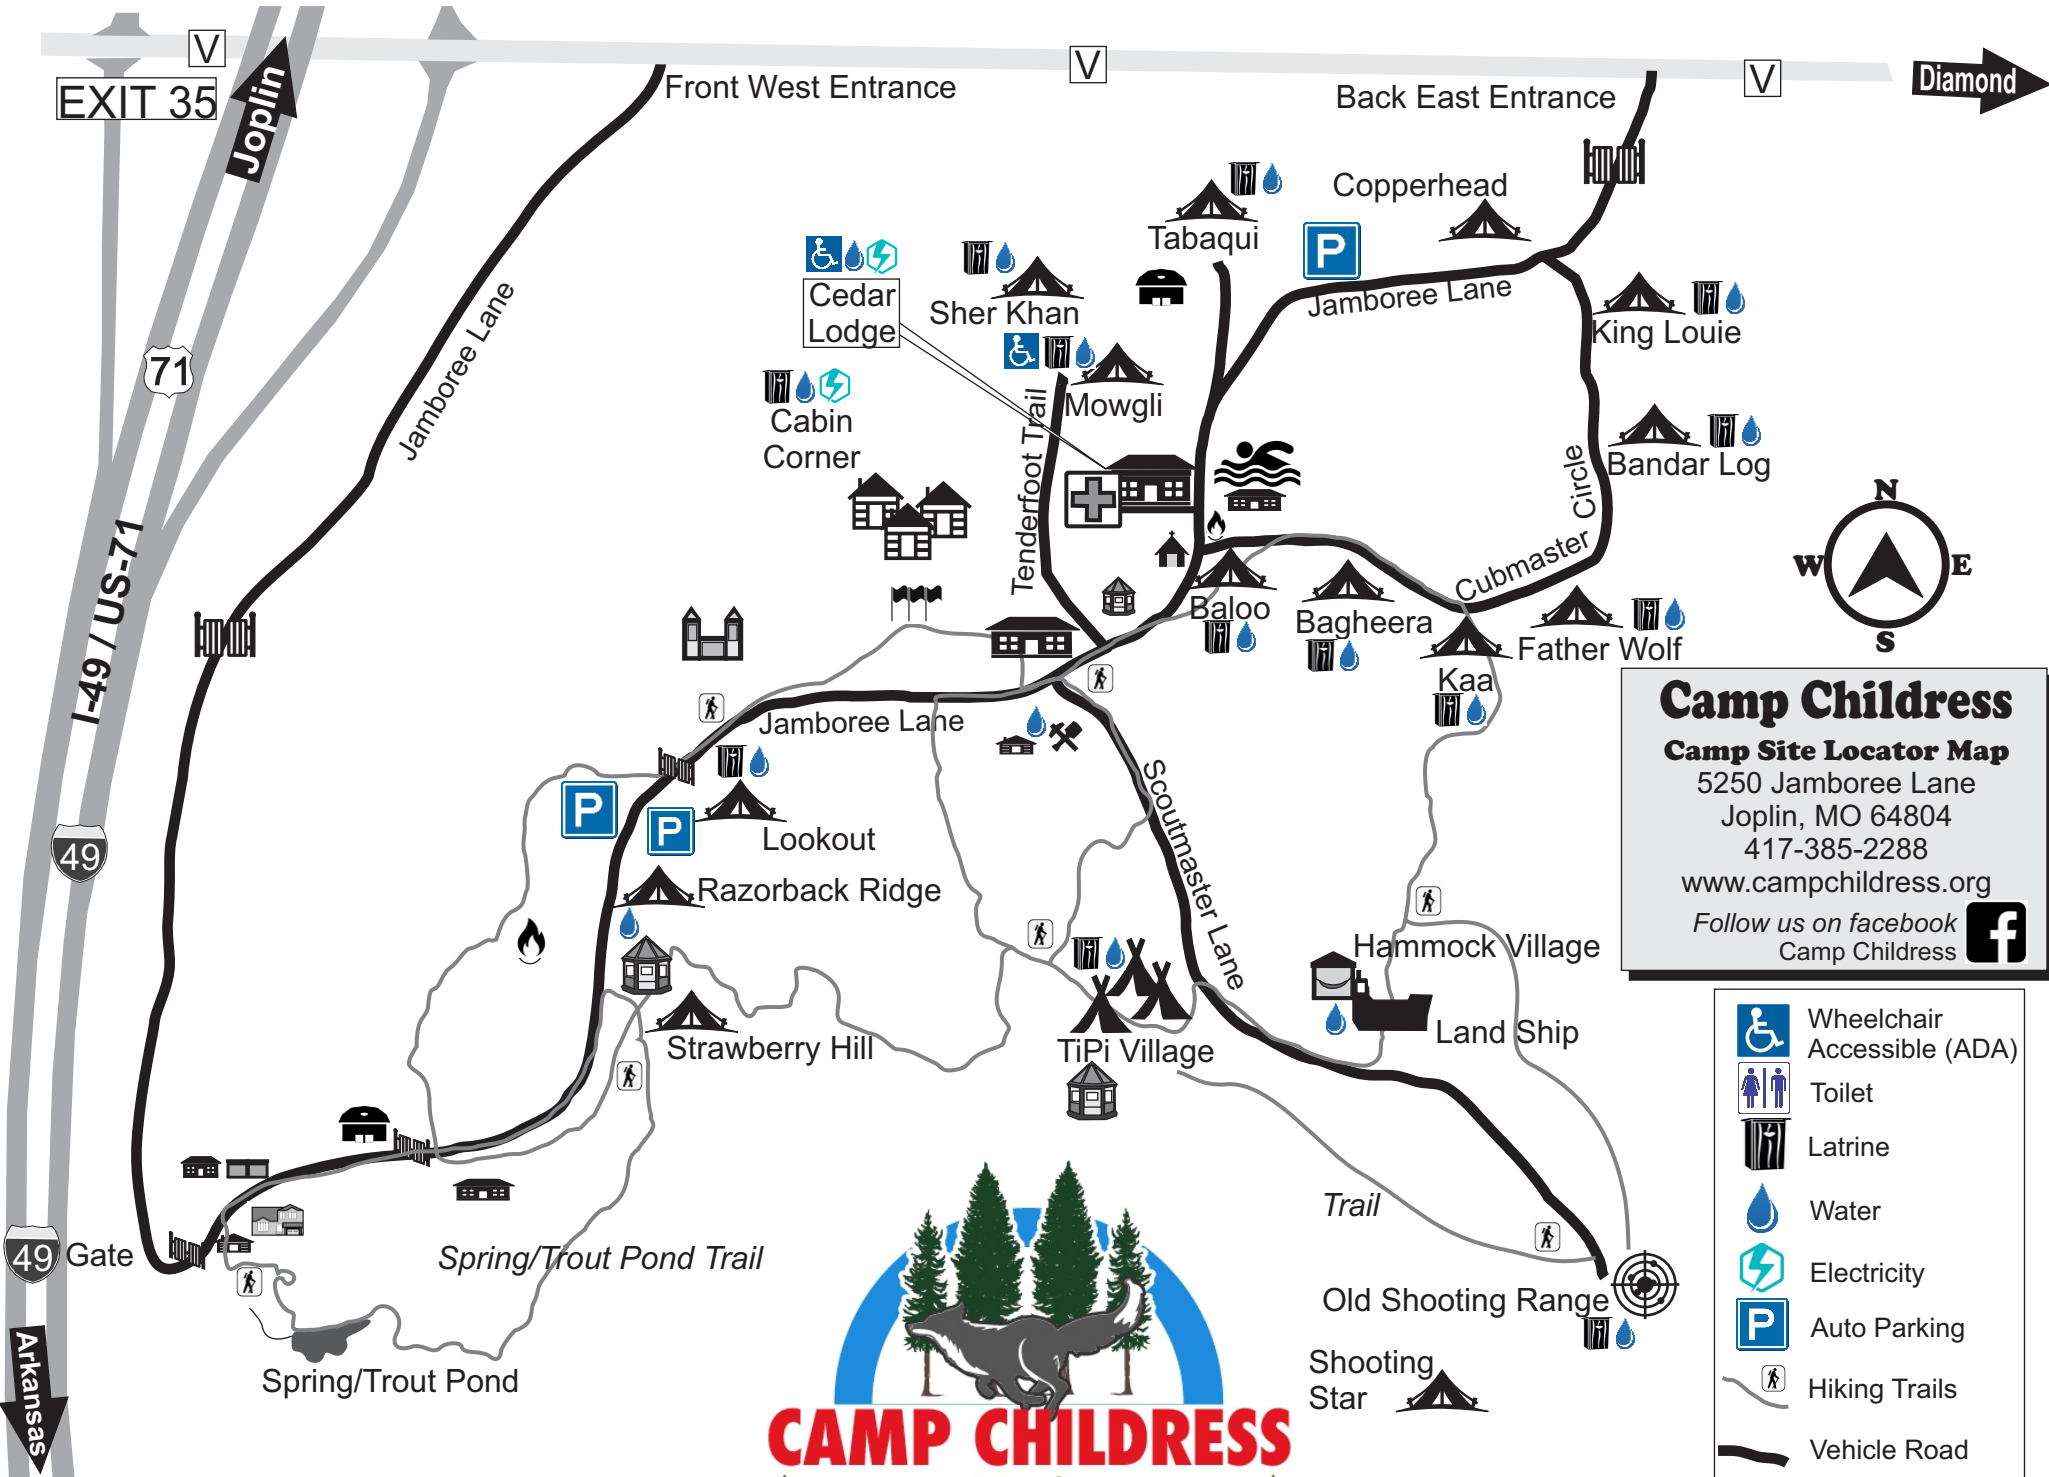 V
V
V
EXIT 35
Joplin
Front West Entrance
Back East Entrance
Diamond
Copperhead
Tabaqui
P
Jamboree Lane
Cedar
Lodge
Sher Khan
King Louie
Jamboree Lane
71
Mowgli
Cabin
Corner
Tenderfoot Trail
Bandar Log
Cubmaster Circle
N
W
E
S
I-49 / US-71
Baloo
Bagheera
Father Wolf
Kaa
Camp Childress
Camp Site Locator Map
5250 Jamboree Lane
Joplin, MO 64804
417-385-2288
www.campchildress.org
Follow us on facebook
Camp Childress
f
Jamboree Lane
P
P
Lookout
Scoutmaster Lane
49
Razorback Ridge
Hammock Village
Land Ship
Strawberry Hill
TiPi Village
Wheelchair
Accessible (ADA)
Toilet
Latrine
Water
Electricity
P
Auto Parking
Hiking Trails
Vehicle Road
Trail
49
Gate
Spring/Trout Pond Trail
Old Shooting Range
Spring/Trout Pond
Shooting
Star
Arkansas
CAMP CHILDRESS